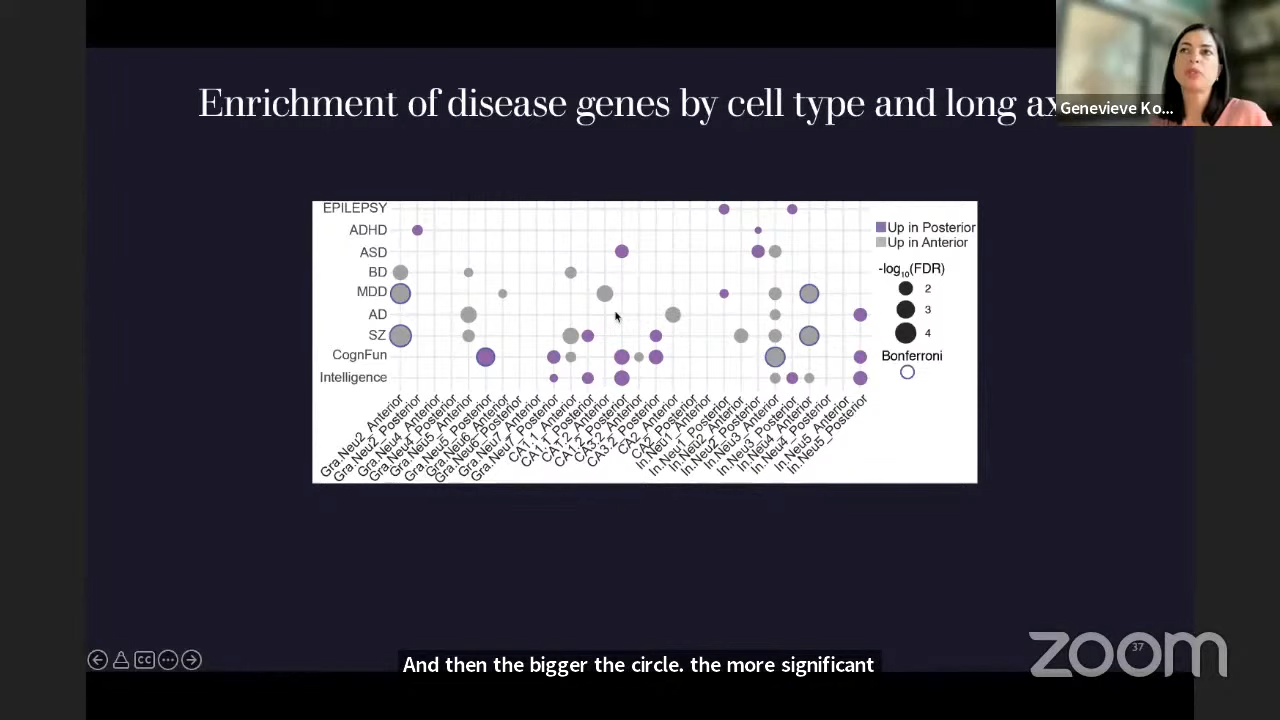 Enrichment of disease genes by cell type and long ax
Genevieve Ko...
EPILEPSY
ADHD
ASD
BD
MDD
AD
SZ
CognFun
Intelligence
Up in Posterior
Up in Anterior
-log10(FDR)
2
3
4
Bonferroni
Gra.Neu2_Anterior
Gra.Neu2_Posterior
Gra.Neu4_Anterior
Gra.Neu4_Posterior
Gra.Neu5_Anterior
Gra.Neu5_Posterior
Gra.Neu6_Anterior
Gra.Neu6_Posterior
Gra.Neu7_Anterior
Gra.Neu7_Posterior
CA1.1_Anterior
CA1.1_Posterior
CA1.2_Anterior
CA1.2_Posterior
CA3.2_Anterior
CA3.2_Posterior
CA2_Anterior
CA2_Posterior
In.Neu1_Anterior
In.Neu1_Posterior
In.Neu2_Anterior
In.Neu2_Posterior
In.Neu3_Anterior
In.Neu3_Posterior
In.Neu4_Anterior
In.Neu4_Posterior
In.Neu5_Anterior
In.Neu5_Posterior
CC
And then the bigger the circle. the more significant
37
zoom